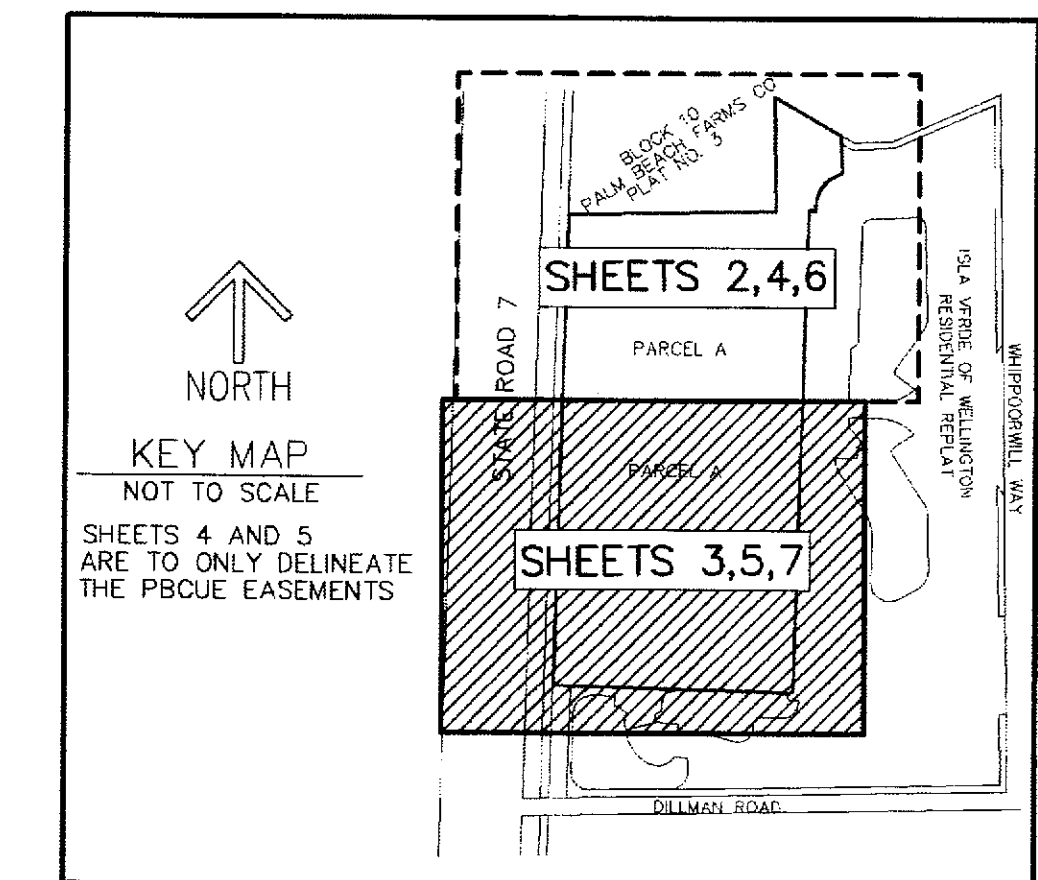 BLOCK 10
PALM BEACH FARMS CO
PLAT NO. 3
SHEETS 2,4,6
PARCEL A
STATE ROAD 7
ISLA VERDE OF WELLINGTON
RESIDENTIAL REPLAT
WHIPPOORWILL WAY
NORTH
KEY MAP
NOT TO SCALE
SHEETS 4 AND 5
ARE TO ONLY DELINEATE
THE PBCUE EASEMENTS
PARCEL A
SHEETS 3,5,7
DILLMAN ROAD